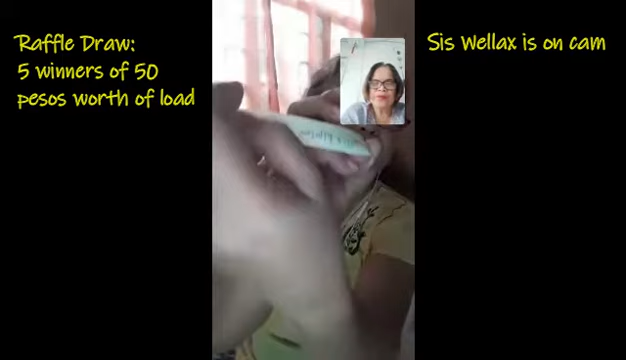 Raffle Draw:
5 winners of 50
pesos worth of load
Sis Wellax is on cam